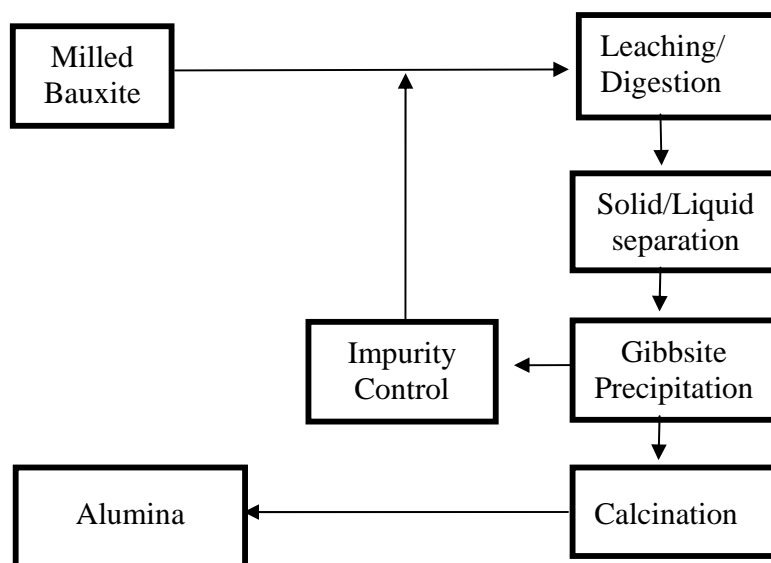 Milled
Bauxite
Leaching/
Digestion
Solid/Liquid
separation
Impurity
Control
Gibbsite
Precipitation
Alumina
Calcination